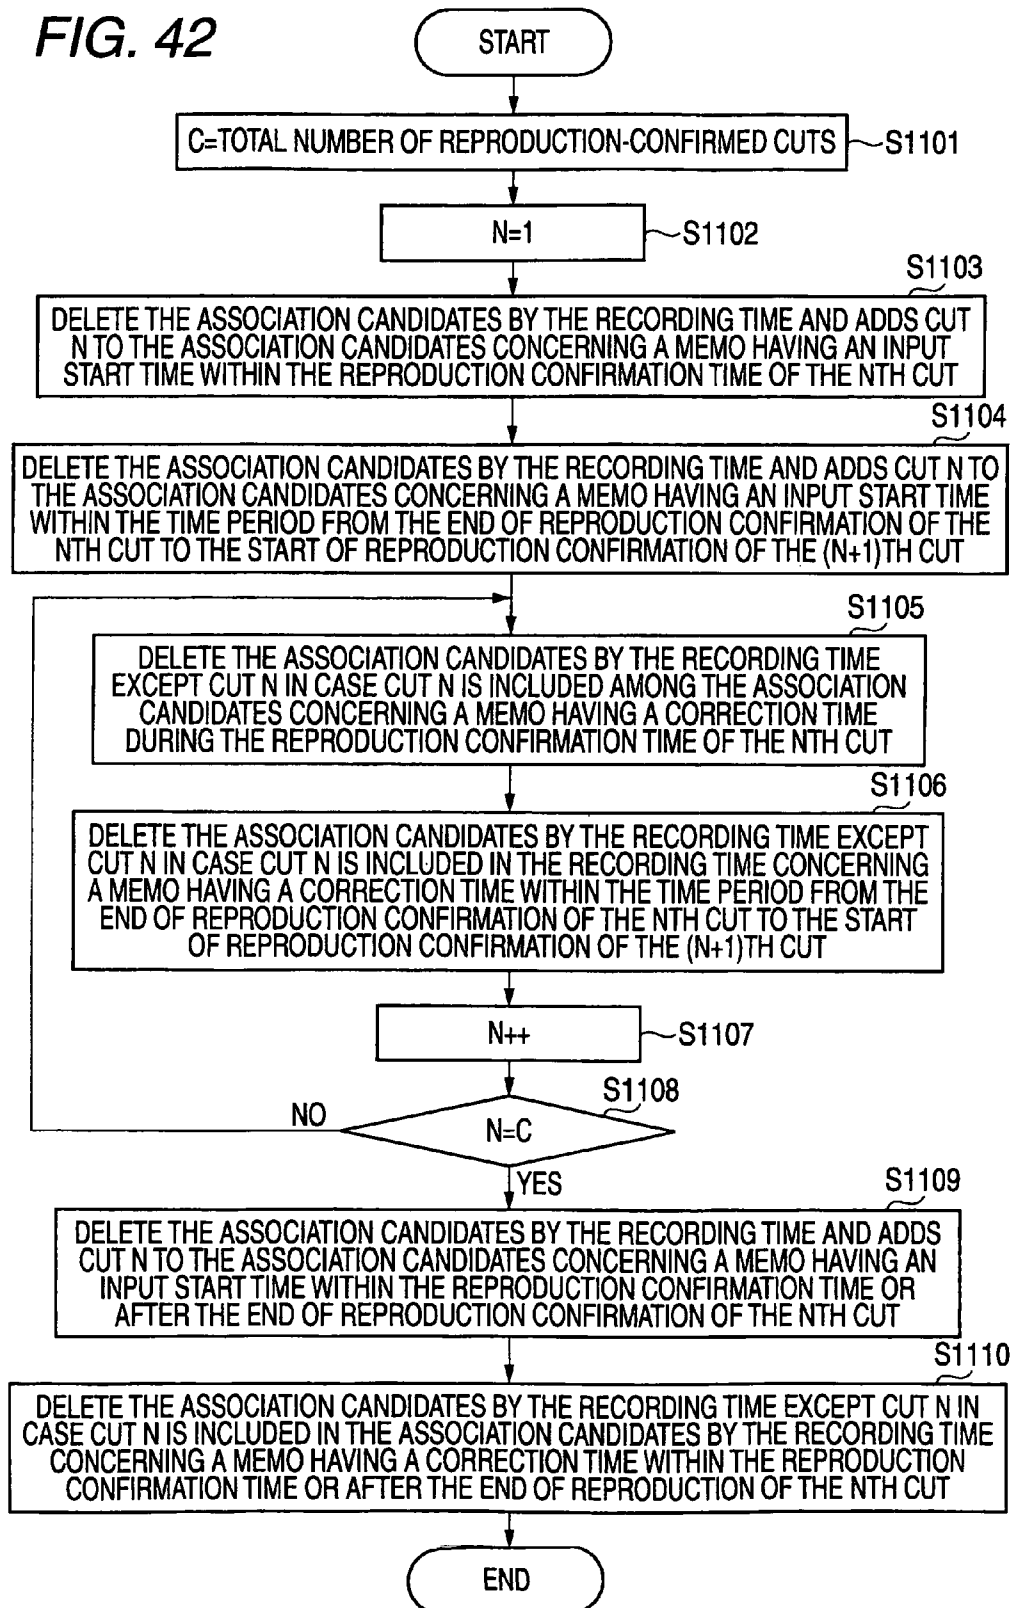 FIG. 42
START
C=TOTAL NUMBER OF REPRODUCTION-CONFIRMED CUTS
S1101
N=1
S1102
S1103
DELETE THE ASSOCIATION CANDIDATES BY THE RECORDING TIME AND ADDS CUT
N TO THE ASSOCIATION CANDIDATES CONCERNING A MEMO HAVING AN INPUT
START TIME WITHIN THE REPRODUCTION CONFIRMATION TIME OF THE NTH CUT
S1104
DELETE THE ASSOCIATION CANDIDATES BY THE RECORDING TIME AND ADDS CUT N TO
THE ASSOCIATION CANDIDATES CONCERNING A MEMO HAVING AN INPUT START TIME
WITHIN THE TIME PERIOD FROM THE END OF REPRODUCTION CONFIRMATION OF THE
NTH CUT TO THE START OF REPRODUCTION CONFIRMATION OF THE (N+1)TH CUT
S1105
DELETE THE ASSOCIATION CANDIDATES BY THE RECORDING TIME
EXCEPT CUT N IN CASE CUT N IS INCLUDED AMONG THE ASSOCIATION
CANDIDATES CONCERNING A MEMO HAVING A CORRECTION TIME
DURING THE REPRODUCTION CONFIRMATION TIME OF THE NTH CUT
S1106
DELETE THE ASSOCIATION CANDIDATES BY THE RECORDING TIME EXCEPT
CUT N IN CASE CUT N IS INCLUDED IN THE RECORDING TIME CONCERNING
A MEMO HAVING A CORRECTION TIME WITHIN THE TIME PERIOD FROM THE
END OF REPRODUCTION CONFIRMATION OF THE NTH CUT TO THE START
OF REPRODUCTION CONFIRMATION OF THE (N+1)TH CUT
N++
S1107
S1108
NO
N=C
YES
S1109
DELETE THE ASSOCIATION CANDIDATES BY THE RECORDING TIME AND ADDS
CUT N TO THE ASSOCIATION CANDIDATES CONCERNING A MEMO HAVING AN
INPUT START TIME WITHIN THE REPRODUCTION CONFIRMATION TIME OR
AFTER THE END OF REPRODUCTION CONFIRMATION OF THE NTH CUT
S1110
DELETE THE ASSOCIATION CANDIDATES BY THE RECORDING TIME EXCEPT CUT N IN
CASE CUT N IS INCLUDED IN THE ASSOCIATION CANDIDATES BY THE RECORDING TIME
CONCERNING A MEMO HAVING A CORRECTION TIME WITHIN THE REPRODUCTION
CONFIRMATION TIME OR AFTER THE END OF REPRODUCTION OF THE NTH CUT
END